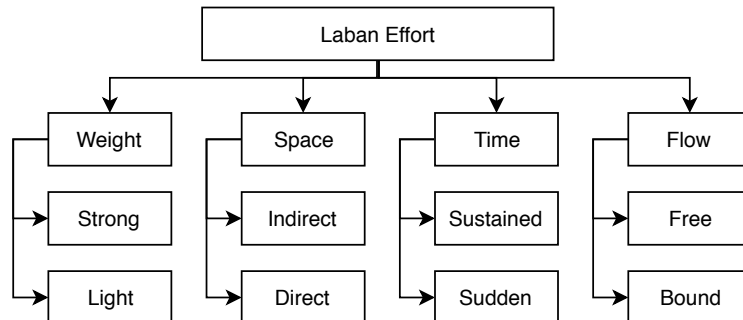 Laban Effort
Weight
Space
Time
Flow
Strong
Indirect
Sustained
Free
Light
Direct
Sudden
Bound